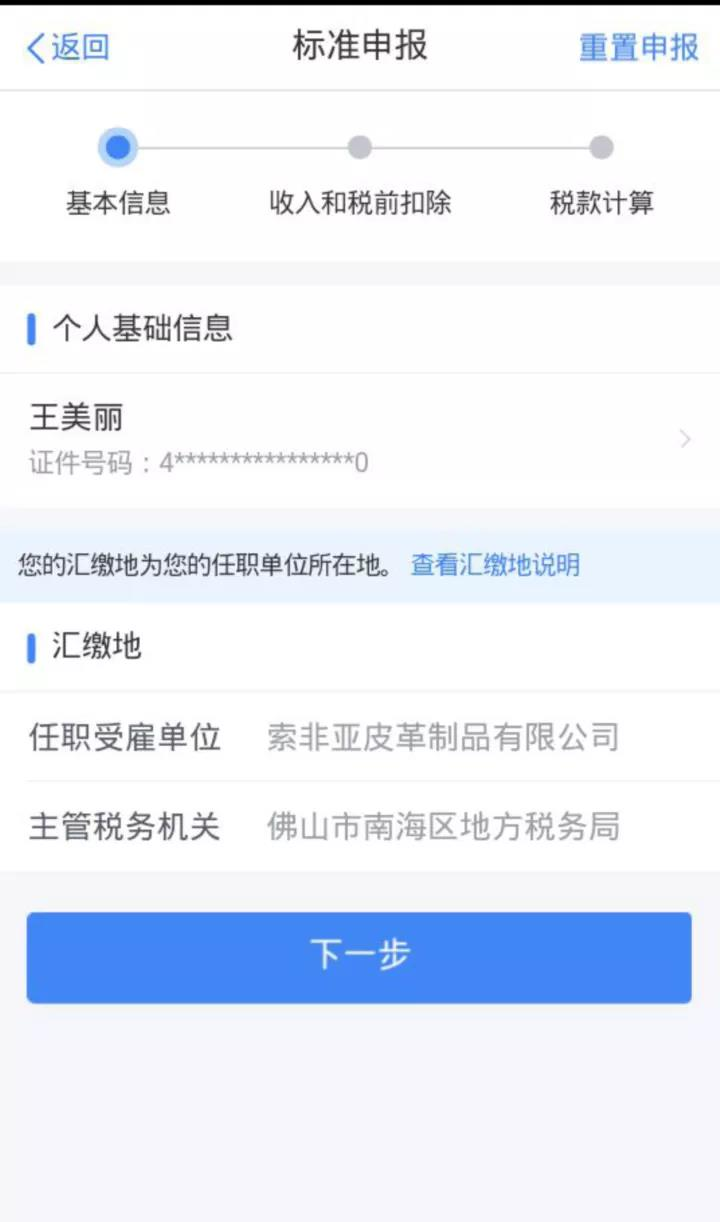 返回 标准申报 重置申报
基本信息 收入和税前扣除 税款计算
个人基础信息
王美丽
证件号码：4****************0
您的汇缴地为您的任职单位所在地。 查看汇缴地说明
汇缴地
任职受雇单位 索非亚皮革制品有限公司
主管税务机关 佛山市南海区地方税务局
下一步